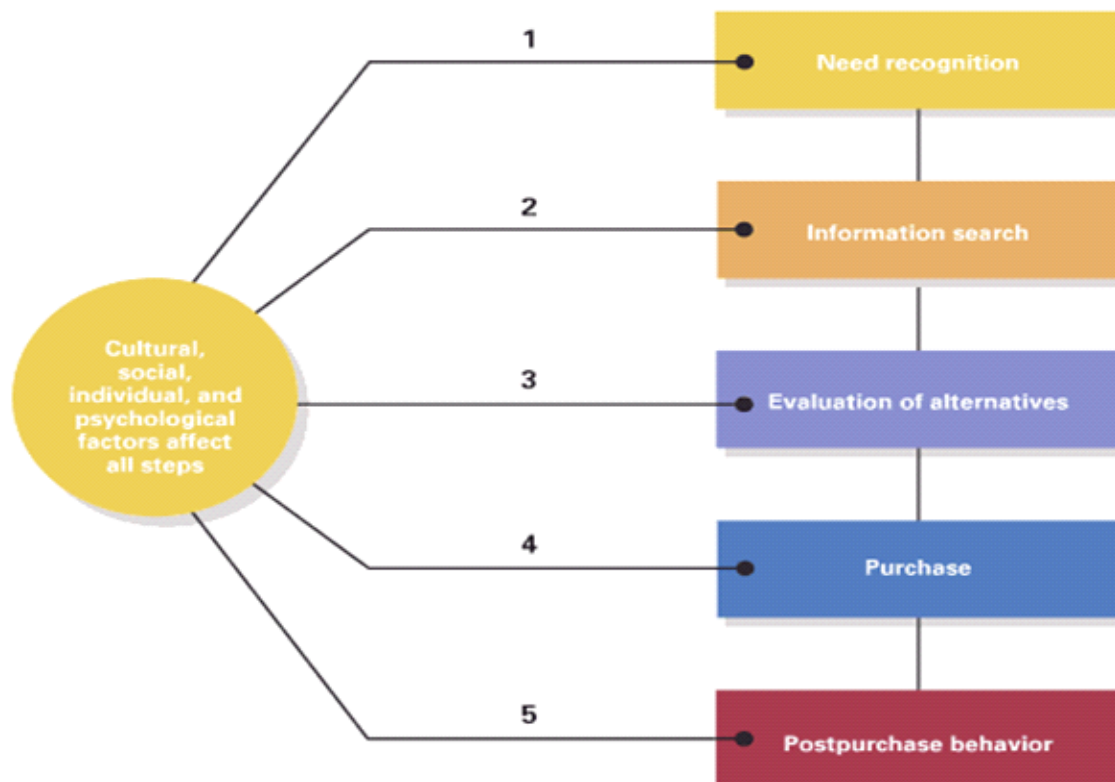 1
Need recognition
2
Information search
Cultural,
social,
individual, and
psychological
factors affect
all steps
3
Evaluation of alternatives
4
Purchase
5
Postpurchase behavior